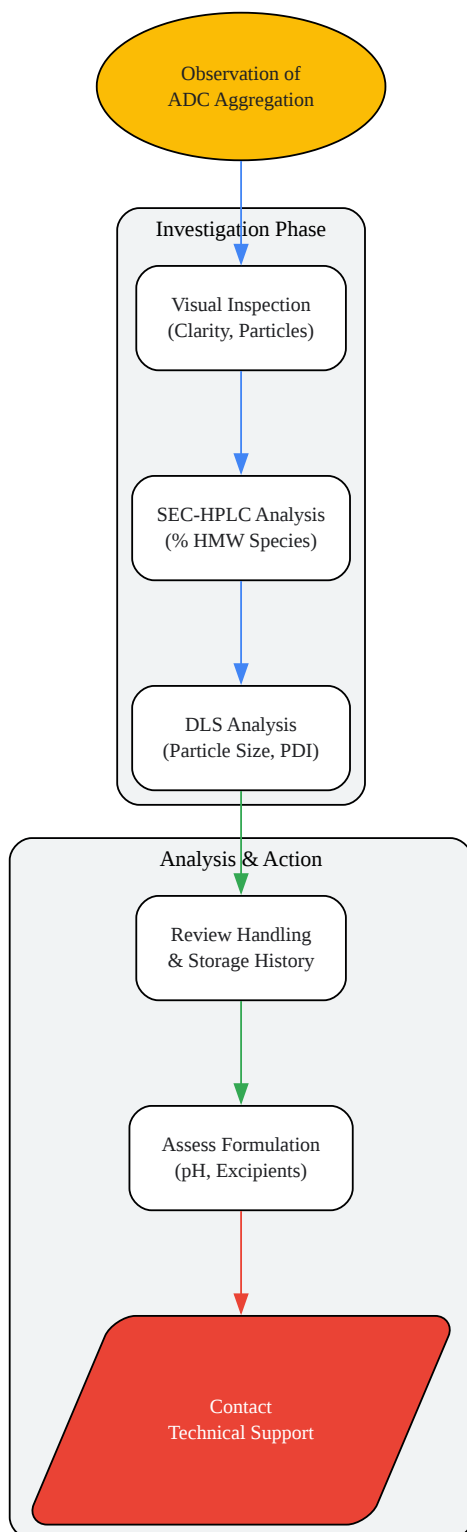 Observation of
ADC Aggregation
Investigation Phase
Visual Inspection
(Clarity, Particles)
SEC-HPLC Analysis
(% HMW Species)
DLS Analysis
(Particle Size, PDI)
Analysis & Action
Review Handling
& Storage History
Assess Formulation
(pH, Excipients)
Contact
Technical Support